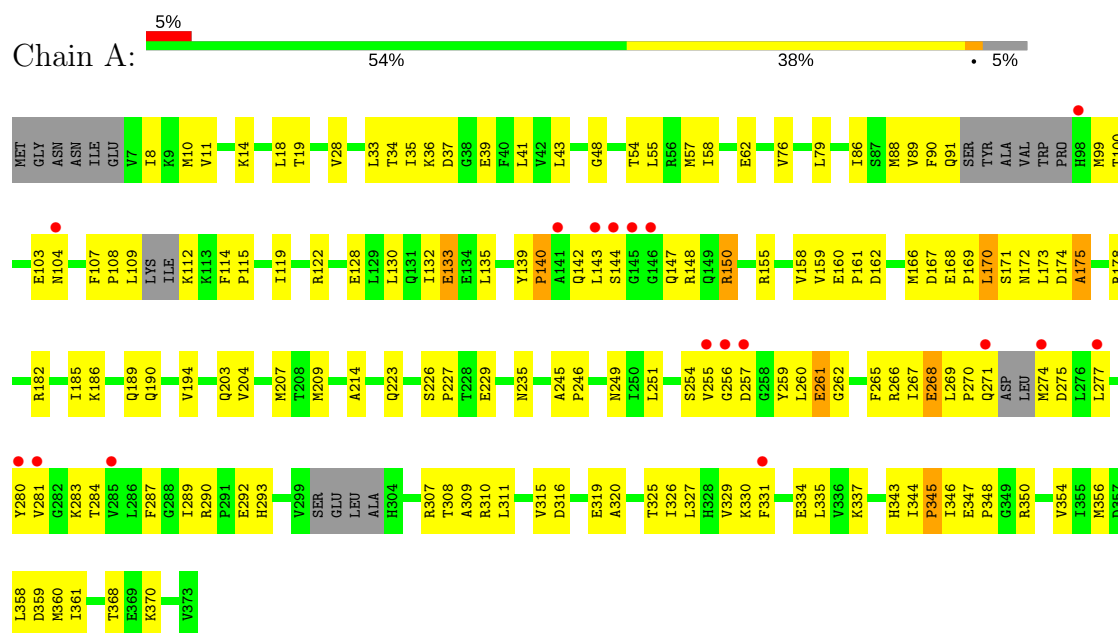 5%
Chain A:
54% 38% • 5%
MET GLY ASN ASN ILE GLU V7 I8 K9 M10 V11 K14 L18 T19 V28 L33 T34 I35 K36 D37 G38 E39 F40 L41 V42 L43 G48 T54 L55 R56 M57 I58 E62 V76 L79 I86 S87 M88 V89 F90 Q91 SER TYR ALA VAL TRP PRO H98 M99 T100
E103 N104 F107 P108 L109 LYS ILE K112 K113 F114 P115 I119 R122 E128 L129 L130 Q131 I132 E133 E134 L135 Y139 P140 A141 Q142 L143 S144 G145 G146 Q147 R148 Q149 R150 R155 V158 V159 E160 P161 D162 M166 D167 E168 P169 L170 S171 N172 L173 D174 A175 R178
R182 I185 K186 Q189 Q190 V194 Q203 V204 M207 T208 M209 A214 Q223 S226 P227 T228 E229 N235 A245 P246 N249 I250 L251 S254 V255 G256 D257 G258 Y259 L260 E261 G262 F265 R266 I267 E268 L269 P270 Q271 ASP LEU M274 D275 L276 L277
Y280 V281 G282 K283 T284 V285 L286 F287 G288 I289 R290 P291 E292 H293 V299 SER GLU LEU ALA H304 R307 T308 A309 R310 L311 V315 D316 E319 A320 T325 I326 L327 H328 V329 K330 F331 E334 L335 V336 K337 H343 I344 P345 I346 E347 P348 G349 R350 V354 I355 M356 D357
L358 D359 M360 I361 T368 E369 K370 V373